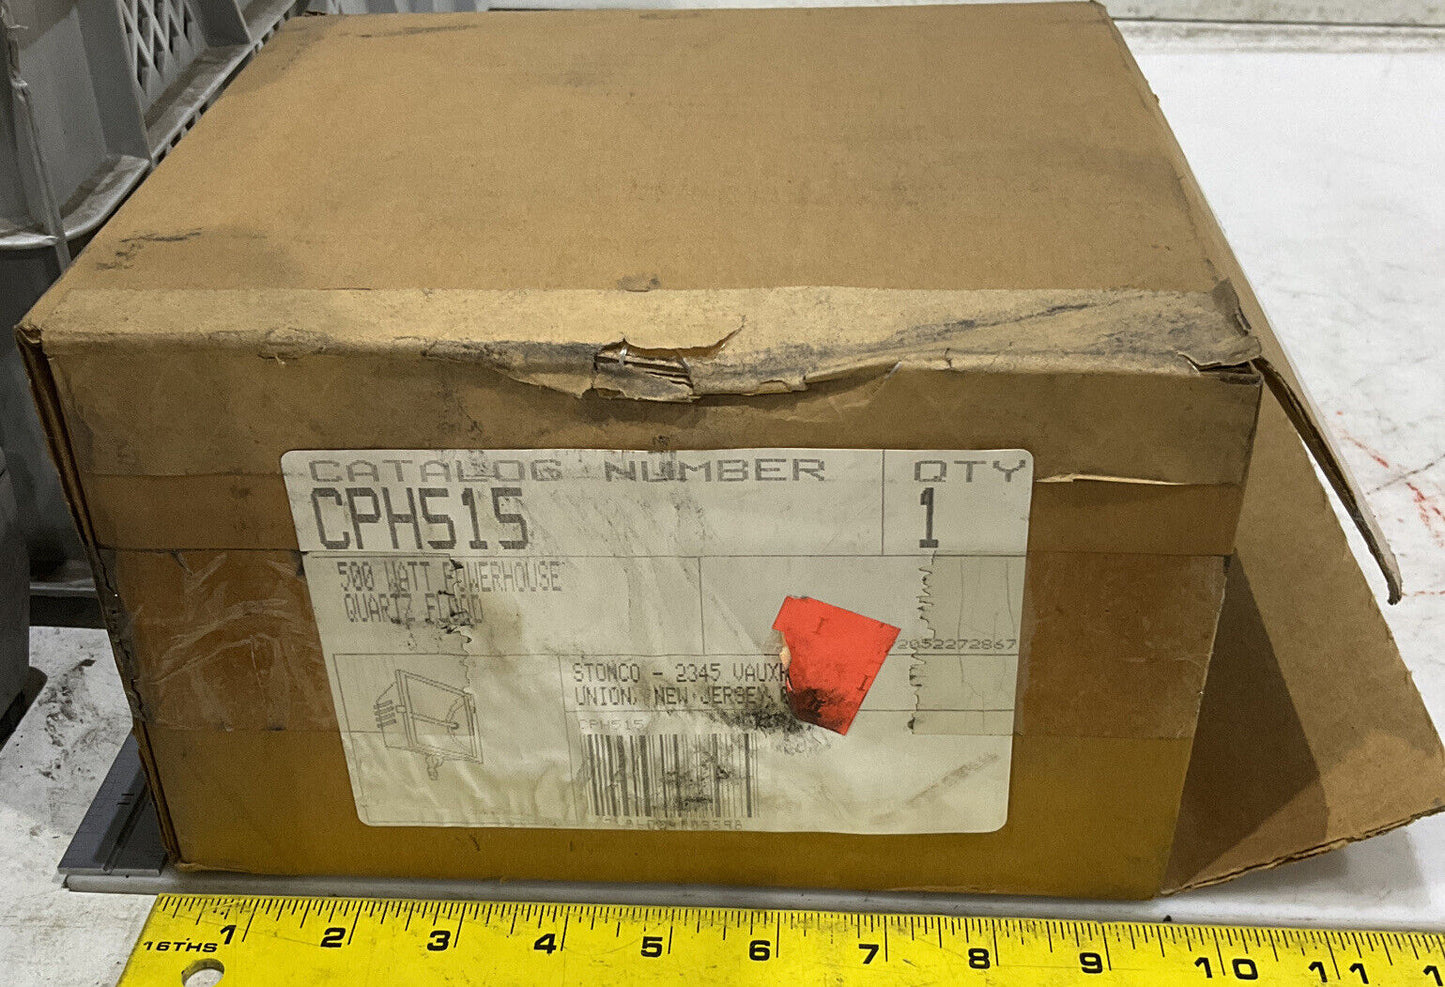 CATALOG NUMBER QTY
CPH515 1
500 WATT POWERHOUSE
QUARTZ FLOOD
2052272867
STONCO - 2345
UNION, NEW JERSEY
CPH515
16THS 1 2 3 4 5 6 7 8 9 10 11